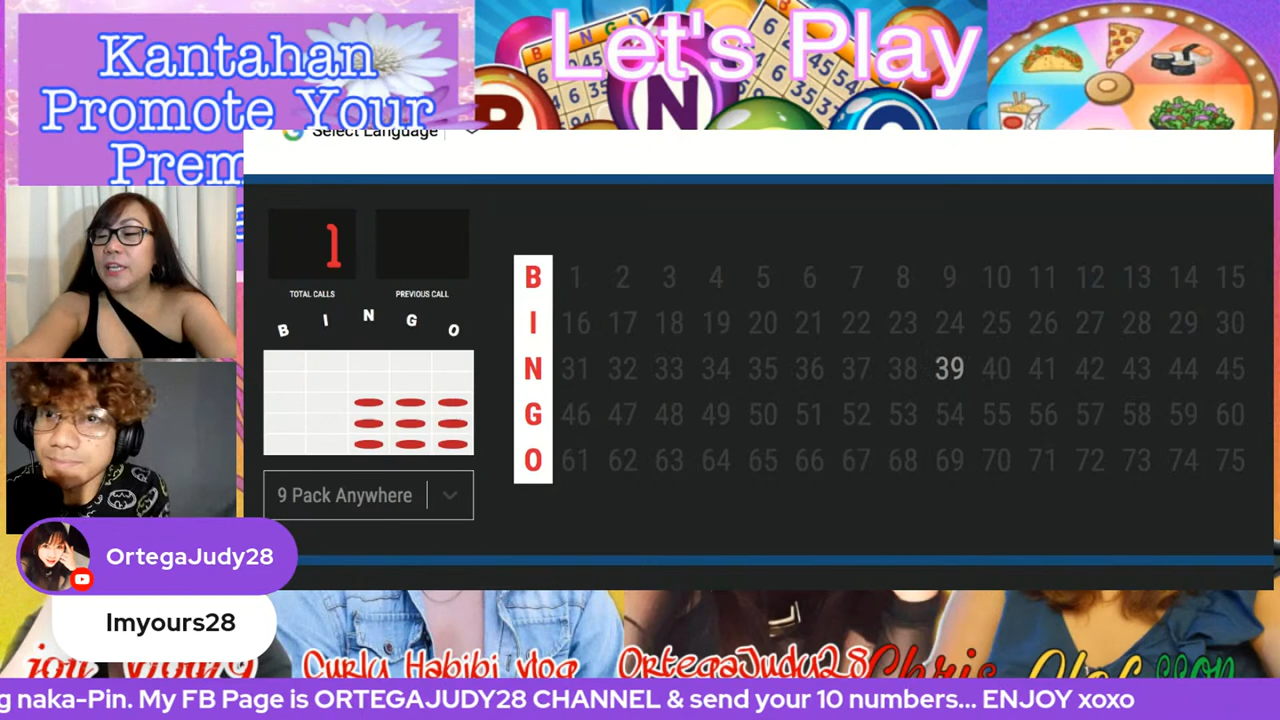 Kantahan
Promote Your
Prem
Let's Play
B I N G O
N
Select Language
1
TOTAL CALLS
PREVIOUS CALL
B I N G O
9 Pack Anywhere
B 1 2 3 4 5 6 7 8 9 10 11 12 13 14 15
I 16 17 18 19 20 21 22 23 24 25 26 27 28 29 30
N 31 32 33 34 35 36 37 38 39 40 41 42 43 44 45
G 46 47 48 49 50 51 52 53 54 55 56 57 58 59 60
O 61 62 63 64 65 66 67 68 69 70 71 72 73 74 75
OrtegaJudy28
Imyours28
Curly Habibi vlog
OrtegaJudy28
Chris
g naka-Pin. My FB Page is ORTEGAJUDY28 CHANNEL & send your 10 numbers... ENJOY xoxo